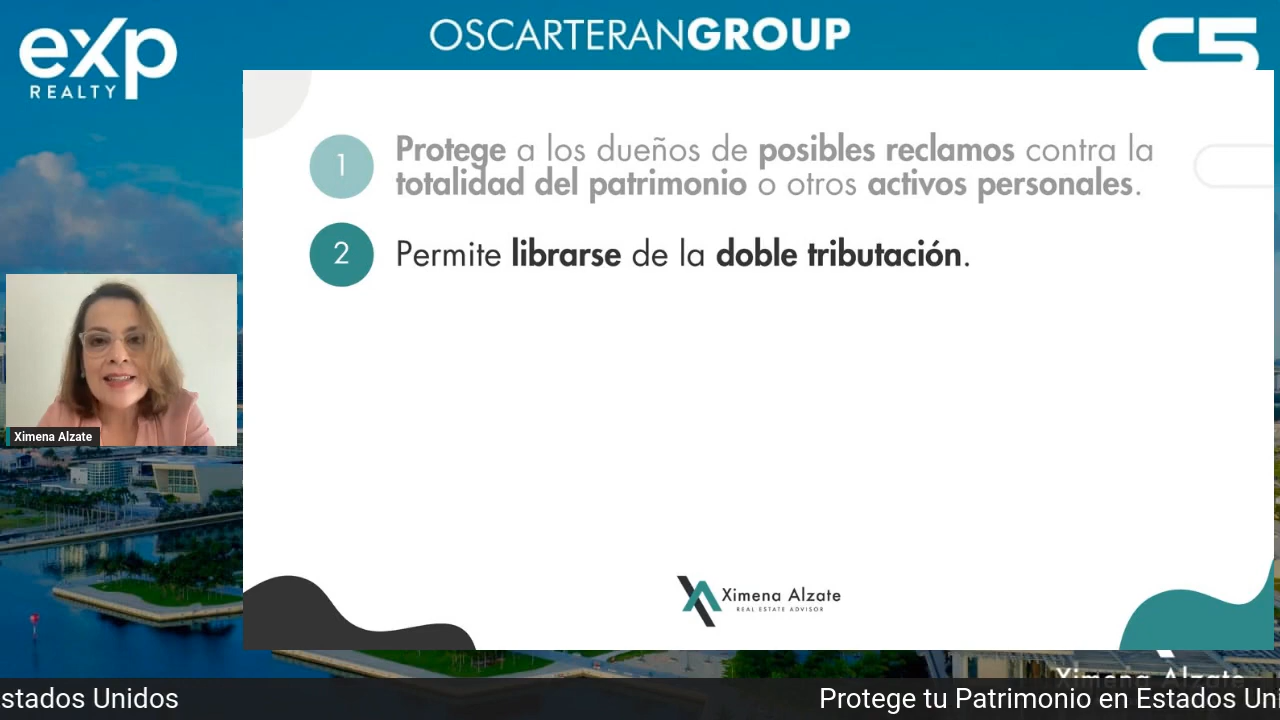 eXp
REALTY
OSCARTERANGROUP
C5
1
Protege a los dueños de posibles reclamos contra la
totalidad del patrimonio o otros activos personales.
2
Permite librarse de la doble tributación.
Ximena Alzate
Ximena Alzate
REAL ESTATE ADVISOR
Ximena Alzate
stados Unidos
Protege tu Patrimonio en Estados Uni